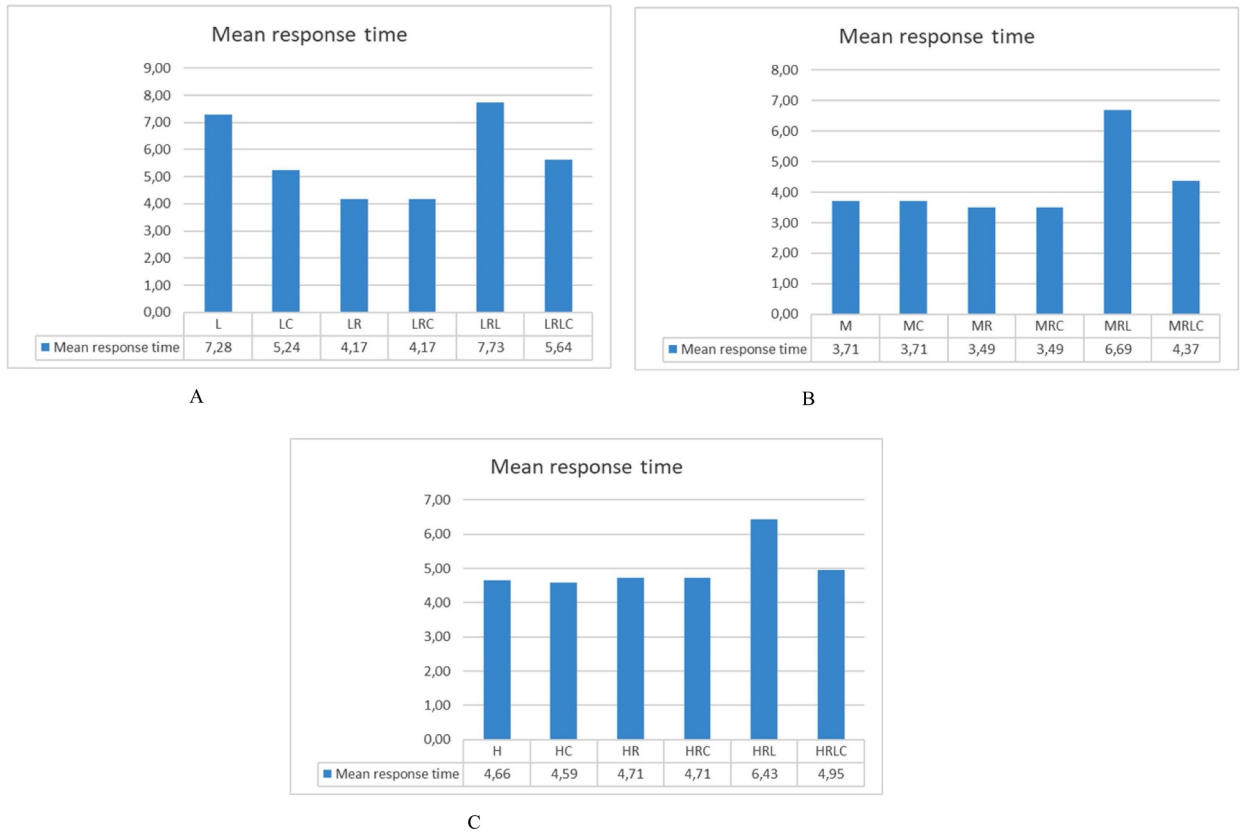 Mean response time
9,00
8,00
7,00
6,00
5,00
4,00
3,00
2,00
1,00
0,00
L LC LR LRC LRL LRLC
Mean response time 7,28 5,24 4,17 4,17 7,73 5,64
A
Mean response time
8,00
7,00
6,00
5,00
4,00
3,00
2,00
1,00
0,00
M MC MR MRC MRL MRLC
Mean response time 3,71 3,71 3,49 3,49 6,69 4,37
B
Mean response time
7,00
6,00
5,00
4,00
3,00
2,00
1,00
0,00
H HC HR HRC HRL HRLC
Mean response time 4,66 4,59 4,71 4,71 6,43 4,95
C